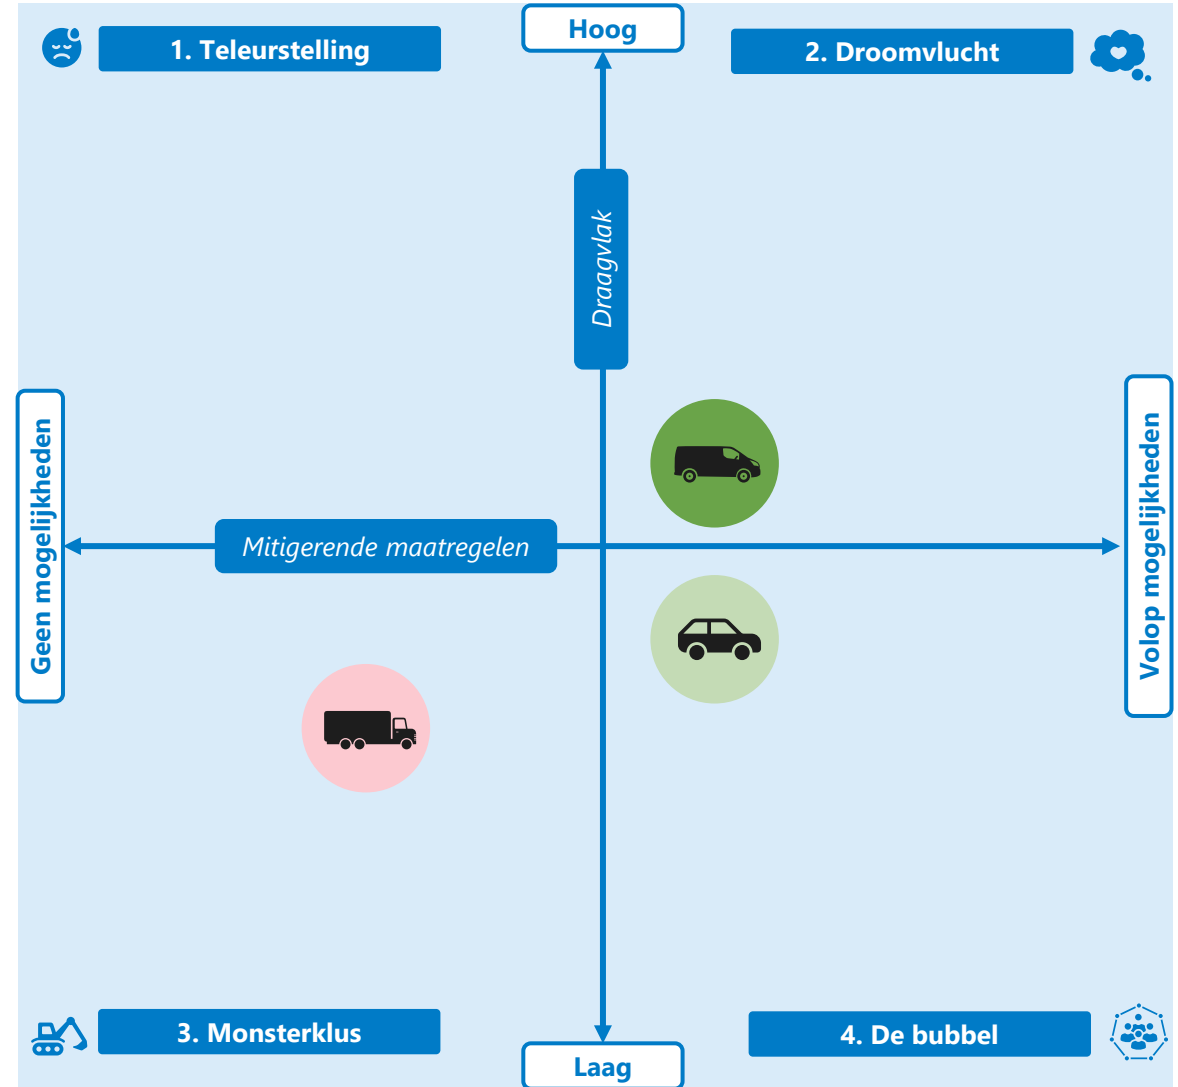 Hoog
1. Teleurstelling
2. Droomvlucht
Draagvlak
Geen mogelijkheden
Mitigerende maatregelen
Volop mogelijkheden
3. Monsterklus
4. De bubbel
Laag